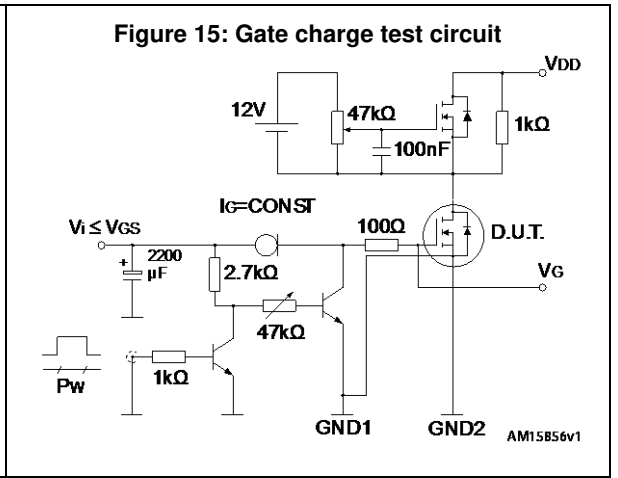 Figure 15: Gate charge test circuit
VDD
12V
47kΩ
1kΩ
100nF
IG=CONST
Vi ≤ VGS
100Ω
D.U.T.
2200
+
µF
2.7kΩ
VG
47kΩ
1kΩ
Pw
GND1
GND2
AM15856v1